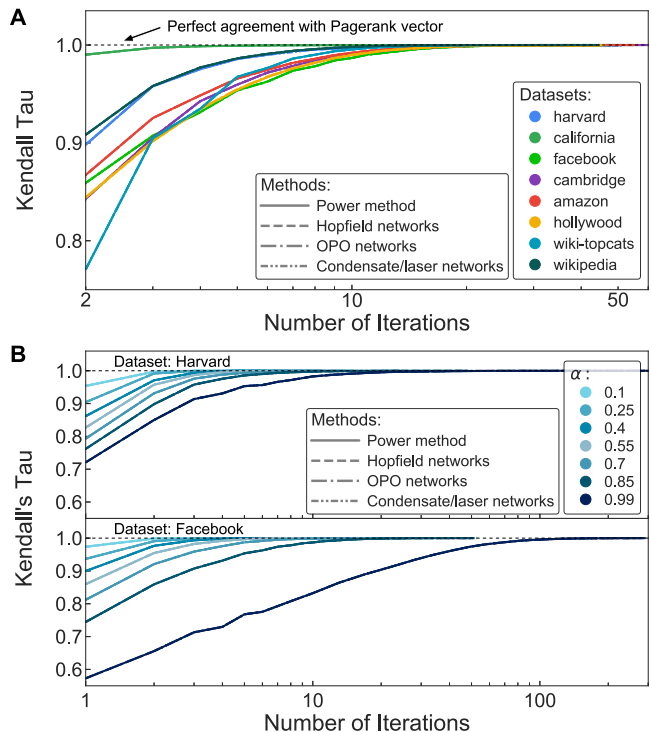 A
Perfect agreement with Pagerank vector
1.0
0.9
0.8
Kendall Tau
Datasets:
harvard
california
facebook
cambridge
amazon
hollywood
wiki-topcats
wikipedia
Methods:
Power method
Hopfield networks
OPO networks
Condensate/laser networks
2
10
50
Number of Iterations
B
Dataset: Harvard
1.0
0.9
0.8
0.7
0.6
α :
0.1
0.25
0.4
0.55
0.7
0.85
0.99
Methods:
Power method
Hopfield networks
OPO networks
Condensate/laser networks
Kendall's Tau
Dataset: Facebook
1.0
0.9
0.8
0.7
0.6
1
10
100
Number of Iterations